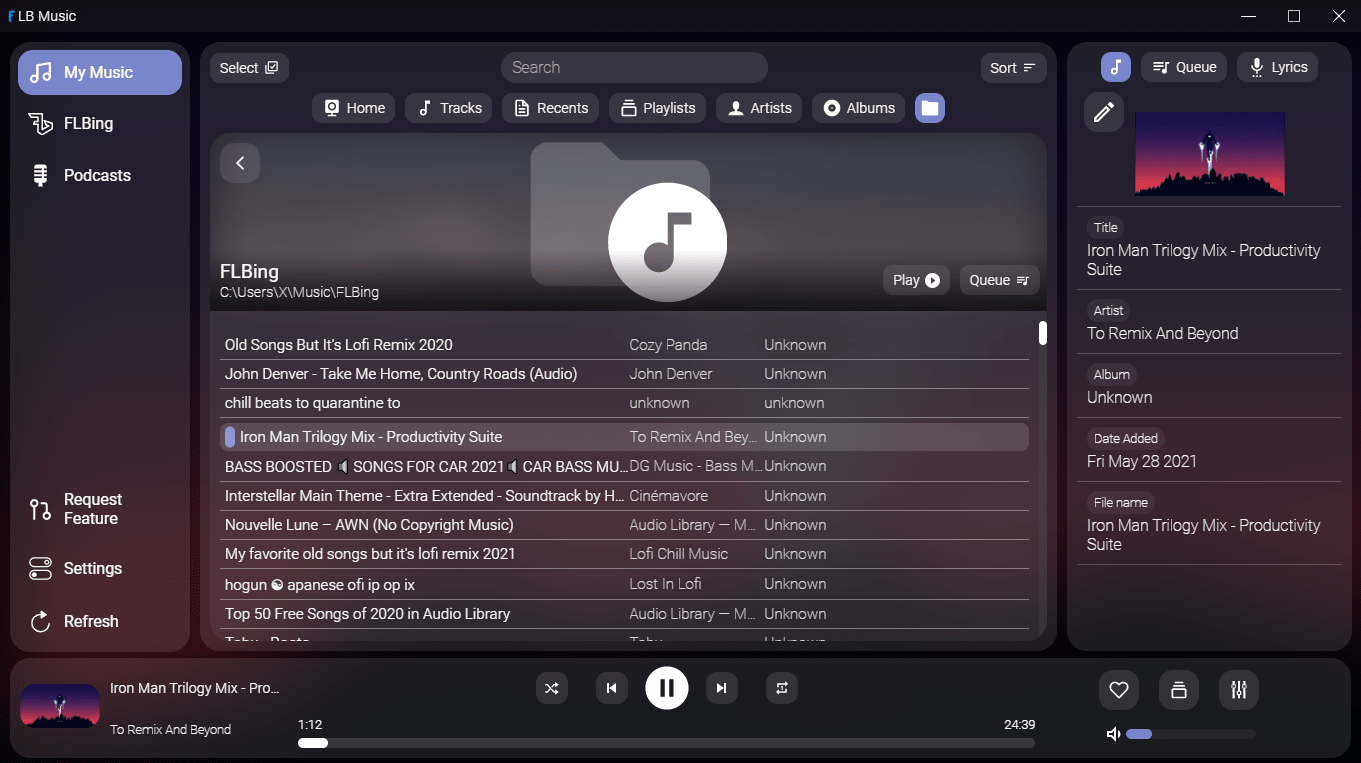 LB Music
My Music
FLBing
Podcasts
Request
Feature
Settings
Refresh
Select
Search
Sort
Home
Tracks
Recents
Playlists
Artists
Albums
FLBing
C:\Users\X\Music\FLBing
Play
Queue
Old Songs But It's Lofi Remix 2020 Cozy Panda Unknown
John Denver - Take Me Home, Country Roads (Audio) John Denver Unknown
chill beats to quarantine to unknown unknown
Iron Man Trilogy Mix - Productivity Suite To Remix And Bey... Unknown
BASS BOOSTED 🔈 SONGS FOR CAR 2021🔈 CAR BASS MU... DG Music - Bass M... Unknown
Interstellar Main Theme - Extra Extended - Soundtrack by H... Cinémavore Unknown
Nouvelle Lune – AWN (No Copyright Music) Audio Library — M... Unknown
My favorite old songs but it's lofi remix 2021 Lofi Chill Music Unknown
hogun ☯ apanese ofi ip op ix Lost In Lofi Unknown
Top 50 Free Songs of 2020 in Audio Library Audio Library — M... Unknown
Queue
Lyrics
Title
Iron Man Trilogy Mix - Productivity
Suite
Artist
To Remix And Beyond
Album
Unknown
Date Added
Fri May 28 2021
File name
Iron Man Trilogy Mix - Productivity
Suite
Iron Man Trilogy Mix - Pro...
To Remix And Beyond
1:12
24:39